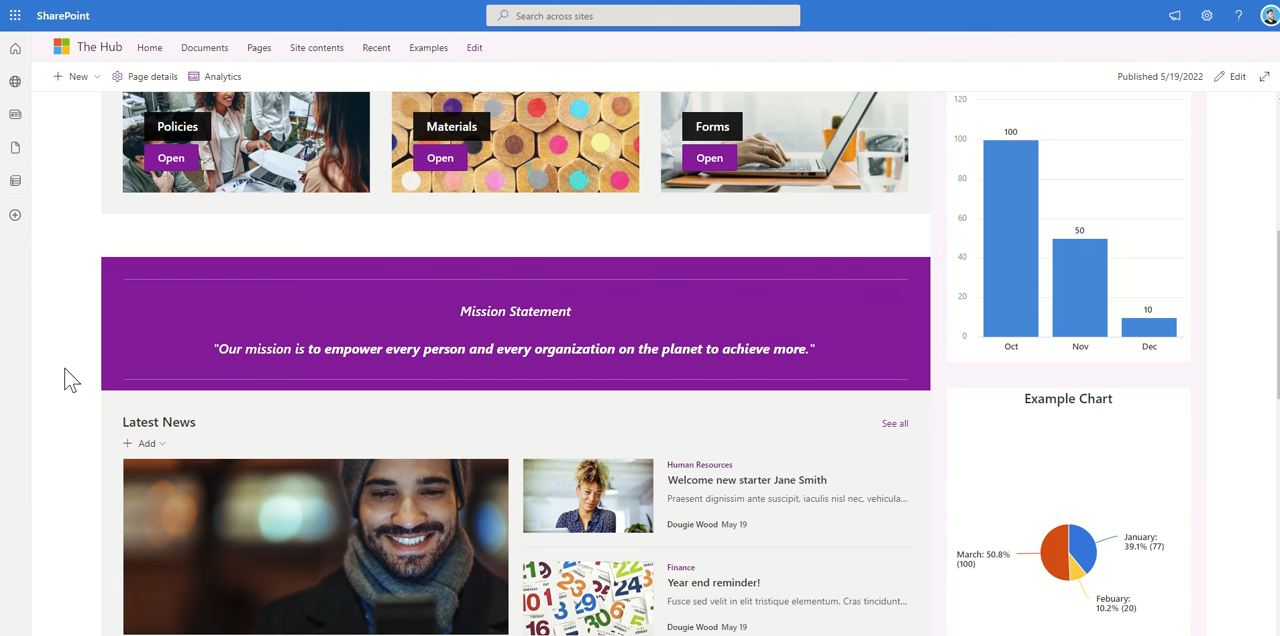 SharePoint
Search across sites
The Hub
Home
Documents
Pages
Site contents
Recent
Examples
Edit
New
Page details
Analytics
Published 5/19/2022
Edit
Policies
Open
Materials
Open
Forms
Open
120
100
80
60
40
20
0
100
50
10
Oct
Nov
Dec
Mission Statement
"Our mission is to empower every person and every organization on the planet to achieve more."
Latest News
See all
Add
Human Resources
Welcome new starter Jane Smith
Praesent dignissim ante suscipit, iaculis nisl nec, vehicula...
Dougie Wood May 19
Finance
Year end reminder!
Fusce sed velit in elit tristique elementum. Cras tincidunt...
Dougie Wood May 19
Example Chart
January:
39.1% (77)
March: 50.8%
(100)
Febuary:
10.2% (20)